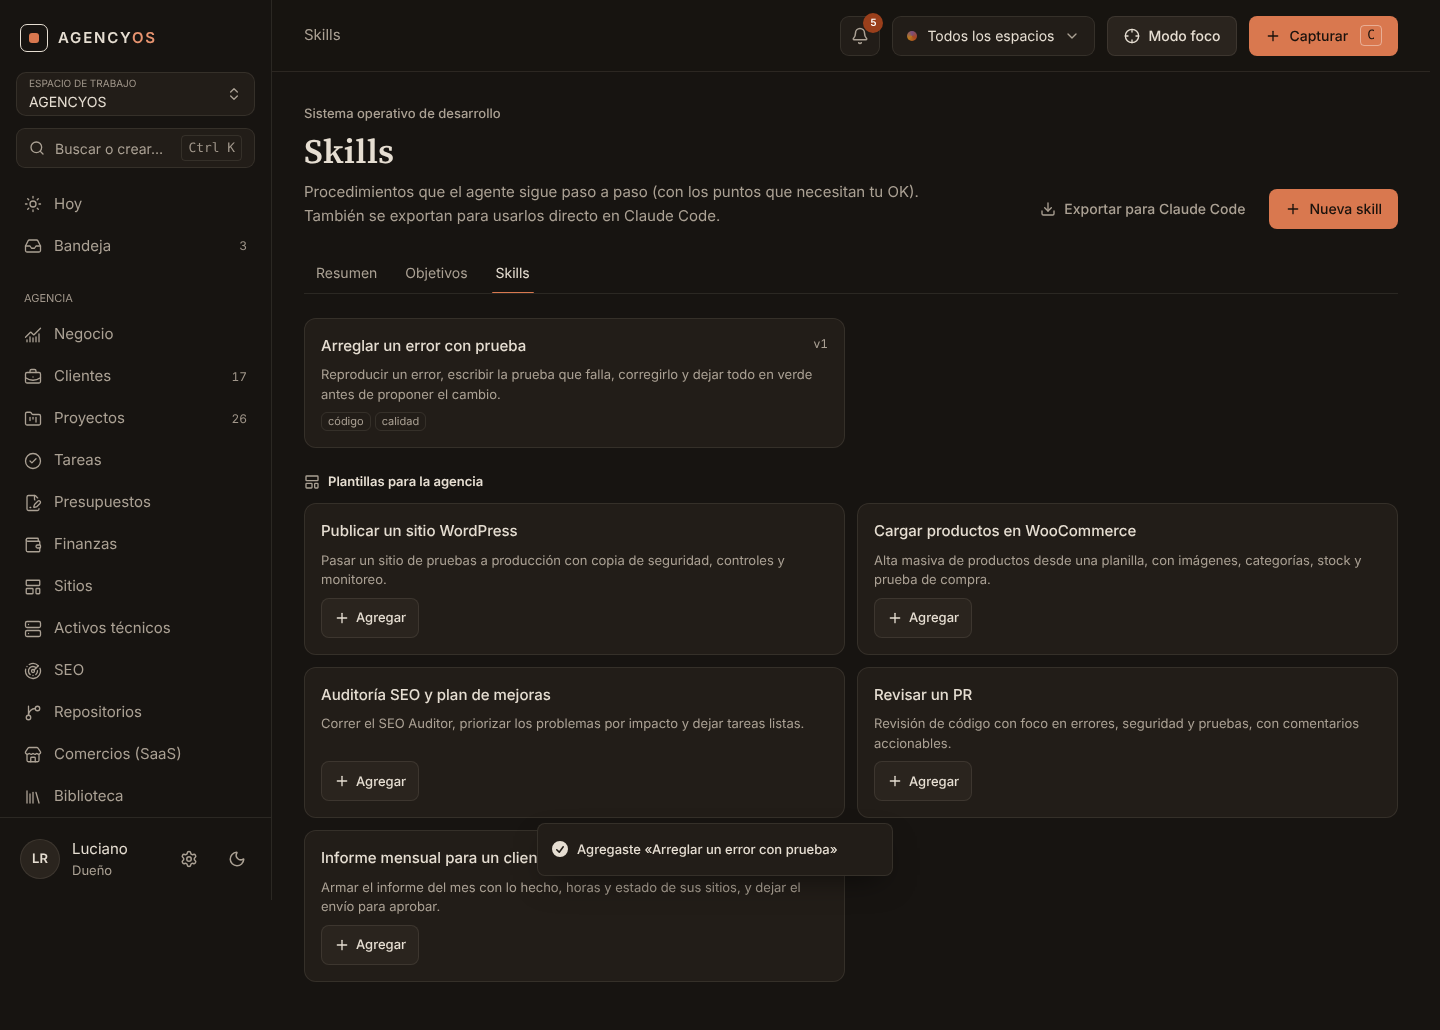 AGENCYOS
ESPACIO DE TRABAJO
AGENCYOS
Buscar o crear... Ctrl K
Hoy
Bandeja 3
AGENCIA
Negocio
Clientes 17
Proyectos 26
Tareas
Presupuestos
Finanzas
Sitios
Activos técnicos
SEO
Repositorios
Comercios (SaaS)
Biblioteca
LR
Luciano
Dueño
Skills
5
Todos los espacios
Modo foco
Capturar C
Sistema operativo de desarrollo
Skills
Procedimientos que el agente sigue paso a paso (con los puntos que necesitan tu OK).
También se exportan para usarlos directo en Claude Code.
Exportar para Claude Code
Nueva skill
Resumen Objetivos Skills
Arreglar un error con prueba v1
Reproducir un error, escribir la prueba que falla, corregirlo y dejar todo en verde
antes de proponer el cambio.
código calidad
Plantillas para la agencia
Publicar un sitio WordPress
Pasar un sitio de pruebas a producción con copia de seguridad, controles y
monitoreo.
Agregar
Cargar productos en WooCommerce
Alta masiva de productos desde una planilla, con imágenes, categorías, stock y
prueba de compra.
Agregar
Auditoría SEO y plan de mejoras
Correr el SEO Auditor, priorizar los problemas por impacto y dejar tareas listas.
Agregar
Revisar un PR
Revisión de código con foco en errores, seguridad y pruebas, con comentarios
accionables.
Agregar
Informe mensual para un clien
Agregaste «Arreglar un error con prueba»
Armar el informe del mes con lo hecho, horas y estado de sus sitios, y dejar el
envío para aprobar.
Agregar